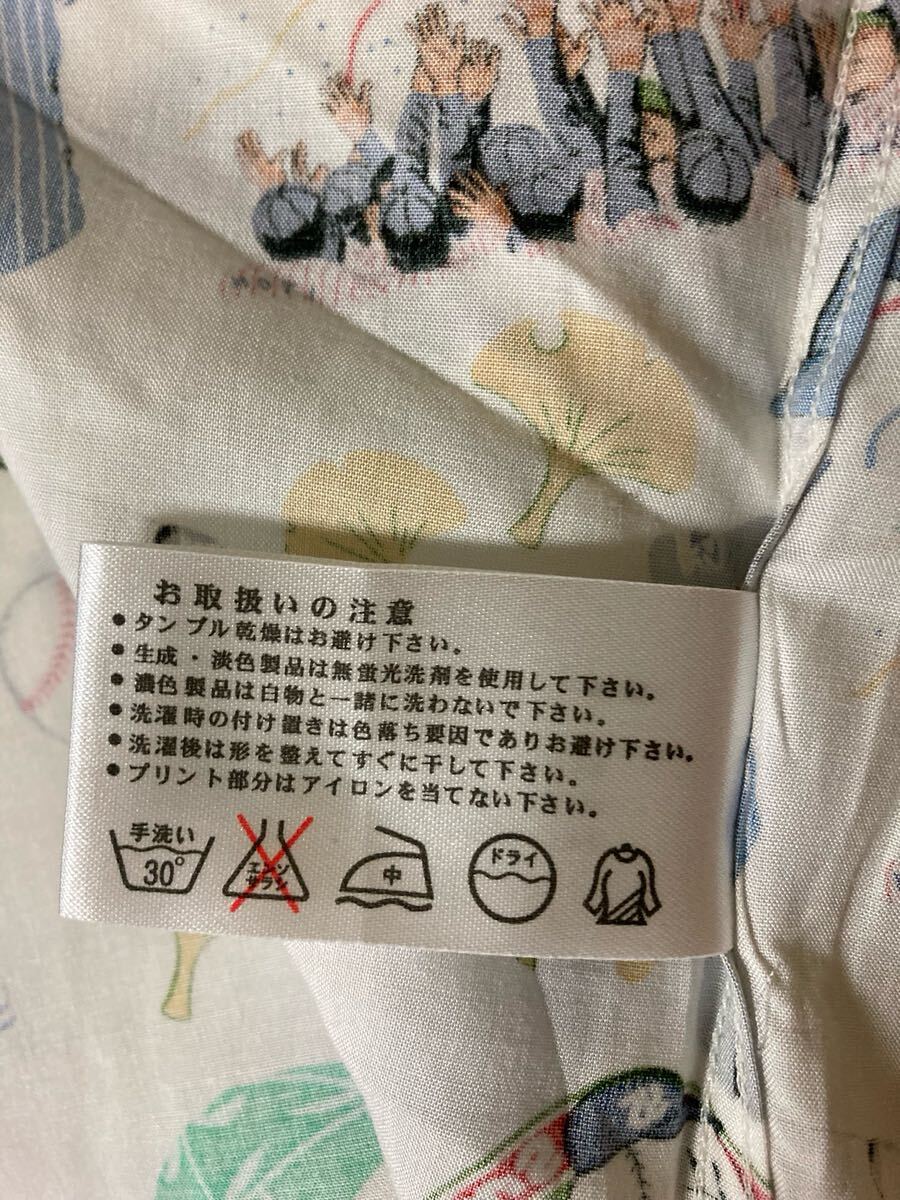 お取扱いの注意
●タンブル乾燥はお避け下さい。
●生成・淡色製品は無蛍光洗剤を使用して下さい。
●濃色製品は白物と一諸に洗わないで下さい。
●洗濯時の付け置きは色落ち要因でありお避け下さい。
●洗濯後は形を整えてすぐに干して下さい。
●プリント部分はアイロンを当てない下さい。
手洗い
30°
エンソ
サラシ
中
ドライ